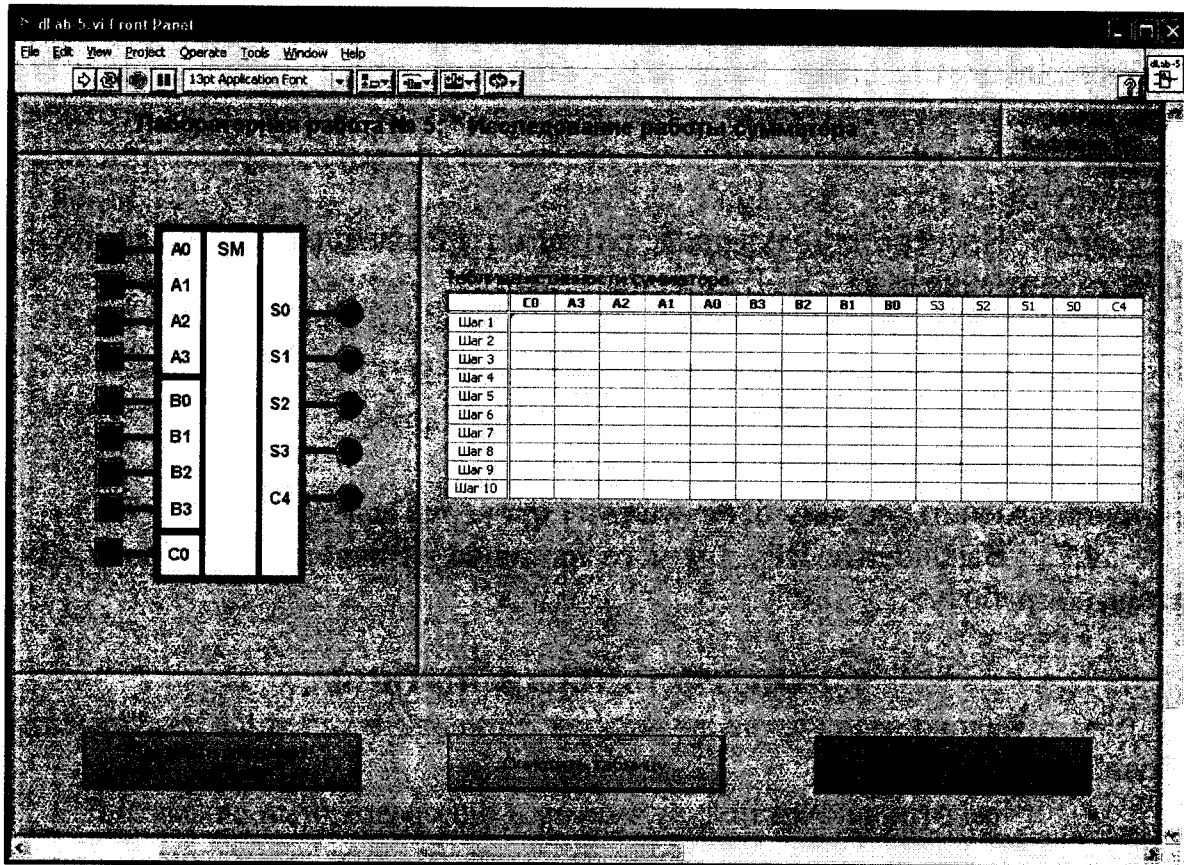 dLab-5.vi Front Panel
File Edit View Project Operate Tools Window Help
13pt Application Font
dLab-5
Лабораторная работа № 5. Исследование работы сумматора
A0 SM
A1
A2
A3
B0
B1
B2
B3
C0
S0
S1
S2
S3
C4
C0 A3 A2 A1 A0 B3 B2 B1 B0 S3 S2 S1 S0 C4
Шаг 1
Шаг 2
Шаг 3
Шаг 4
Шаг 5
Шаг 6
Шаг 7
Шаг 8
Шаг 9
Шаг 10